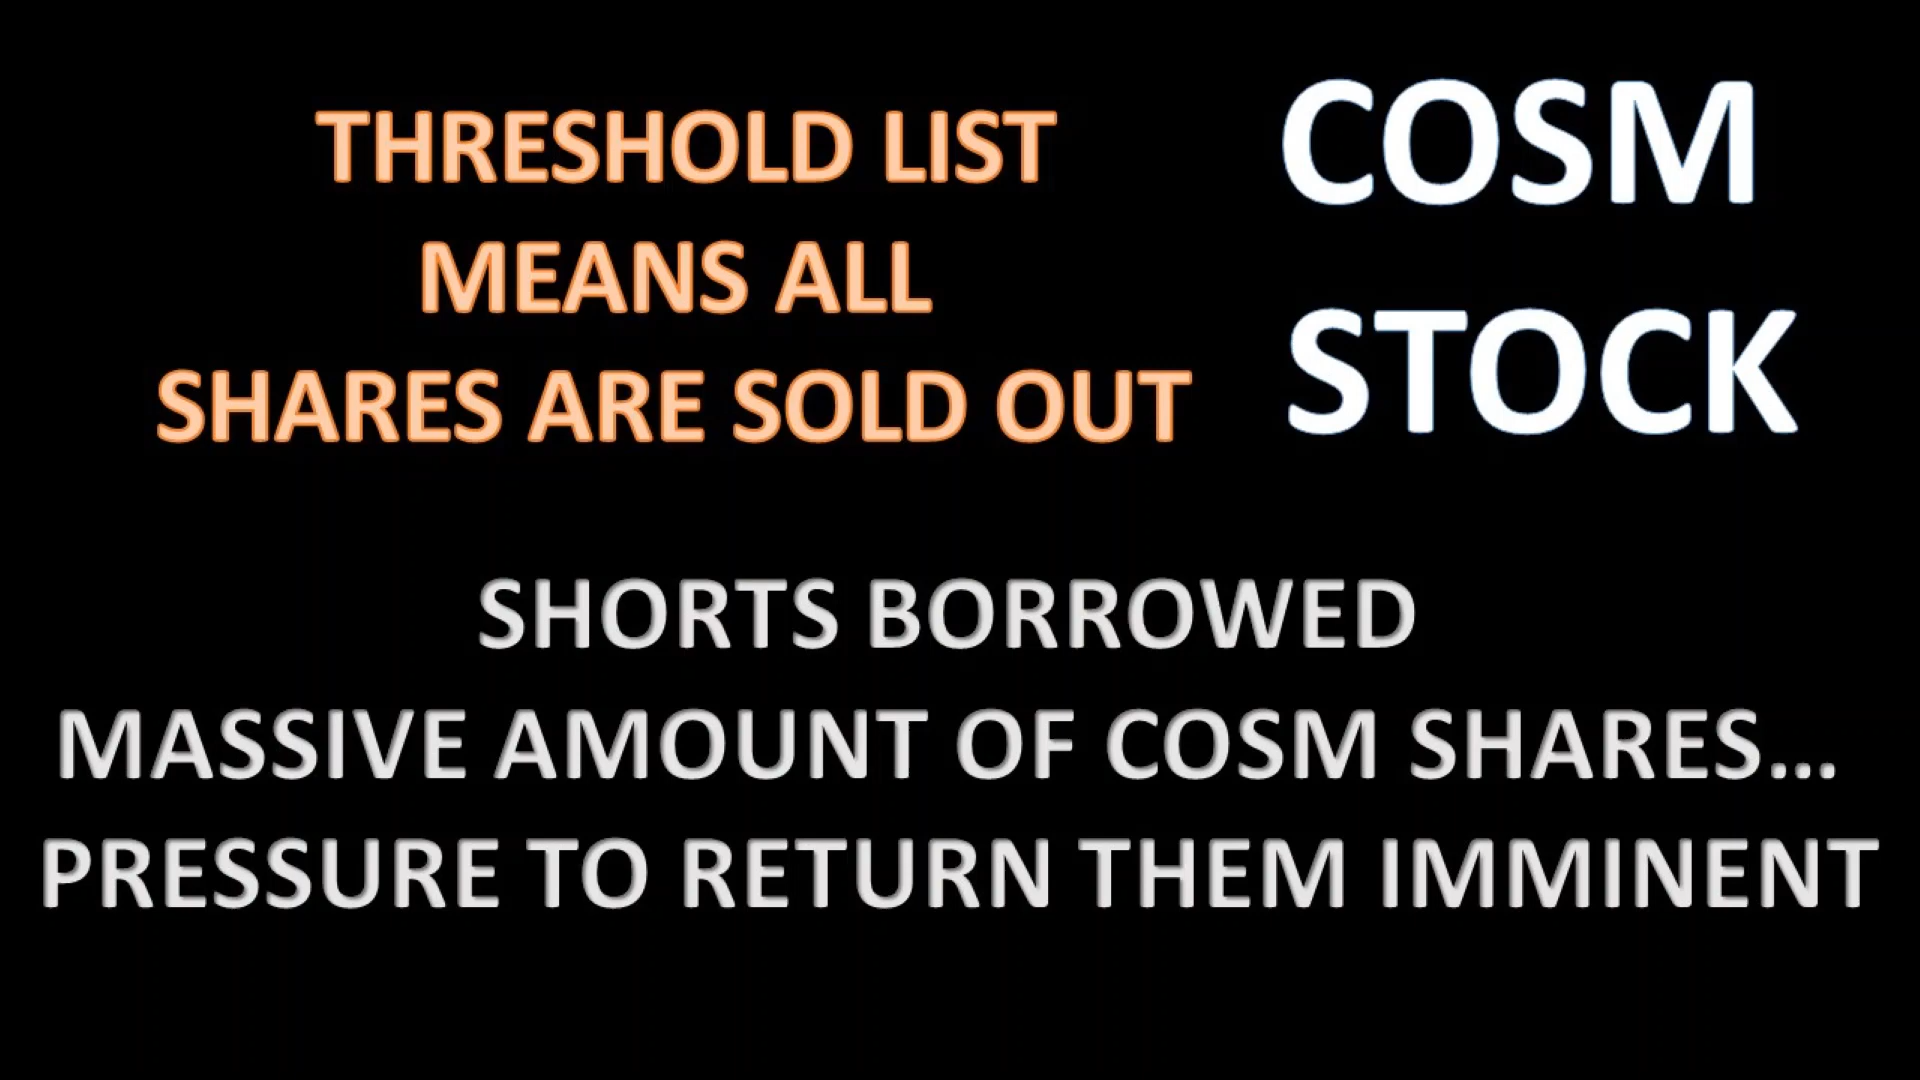 THRESHOLD LIST
MEANS ALL
SHARES ARE SOLD OUT
COSM
STOCK
SHORTS BORROWED
MASSIVE AMOUNT OF COSM SHARES...
PRESSURE TO RETURN THEM IMMINENT